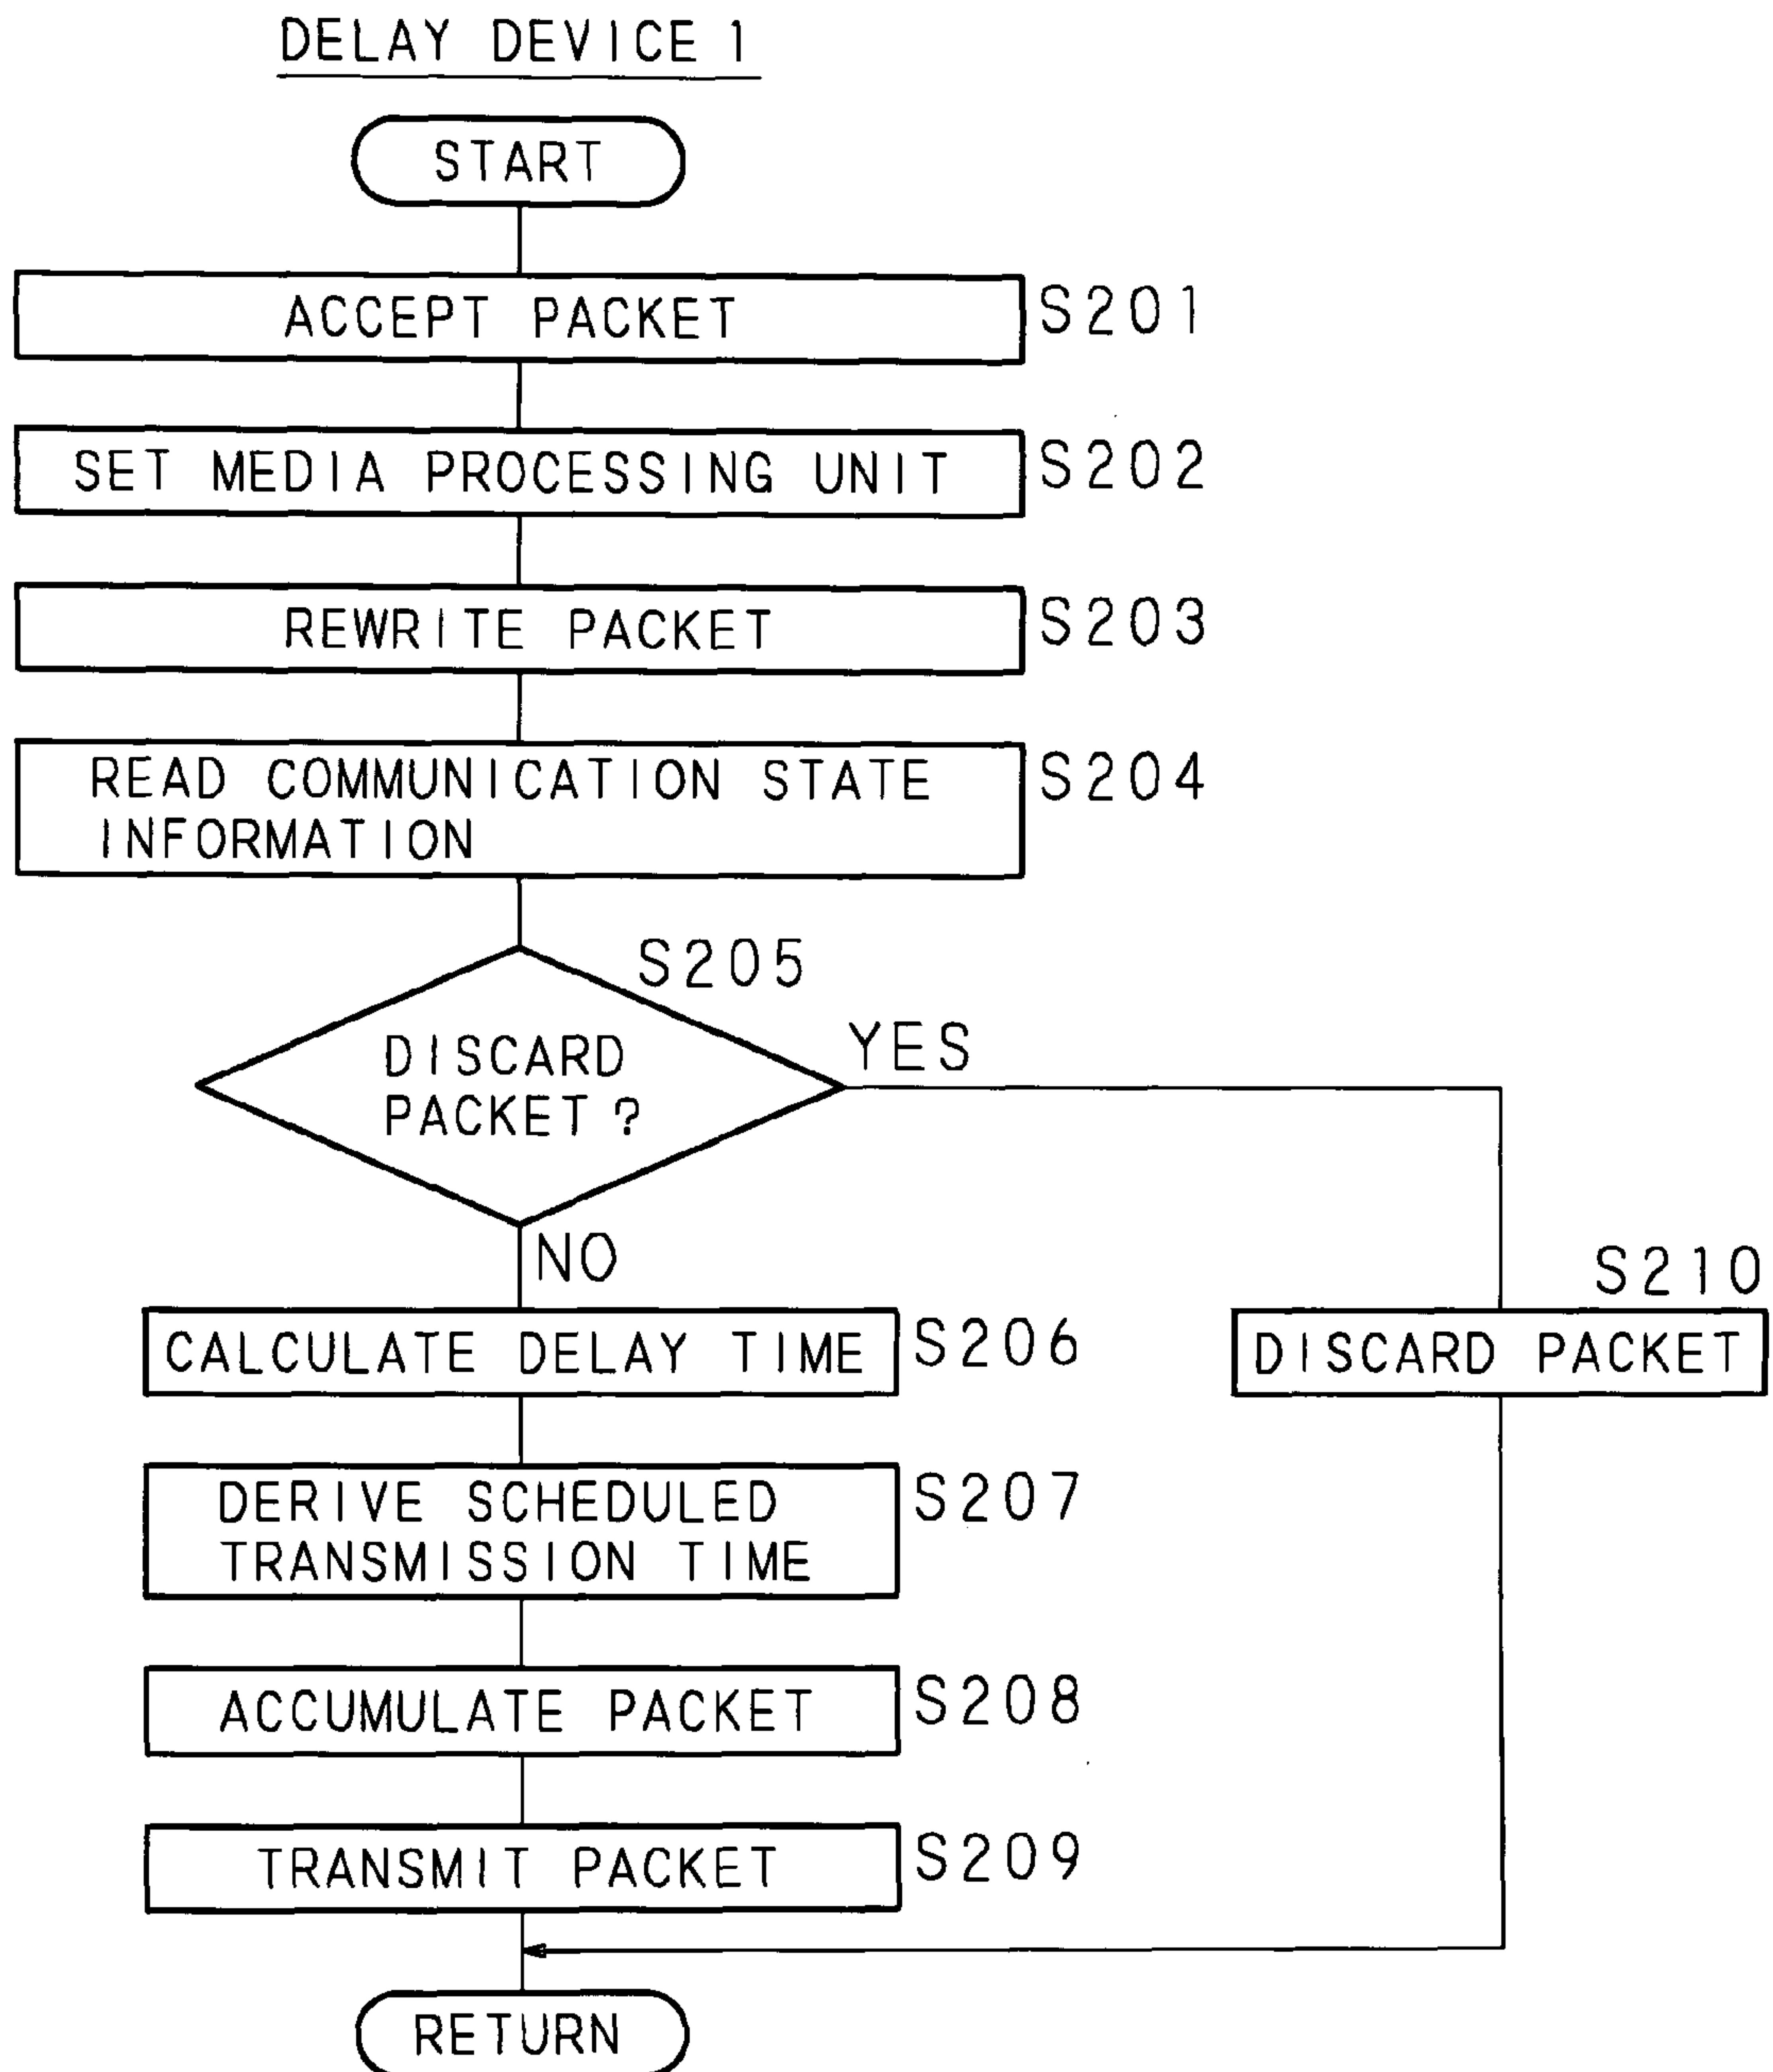 DELAY DEVICE 1
START
ACCEPT PACKET
S201
SET MEDIA PROCESSING UNIT
S202
REWRITE PACKET
S203
READ COMMUNICATION STATE
INFORMATION
S204
S205
DISCARD
PACKET?
YES
NO
CALCULATE DELAY TIME
S206
S210
DISCARD PACKET
DERIVE SCHEDULED
TRANSMISSION TIME
S207
ACCUMULATE PACKET
S208
TRANSMIT PACKET
S209
RETURN